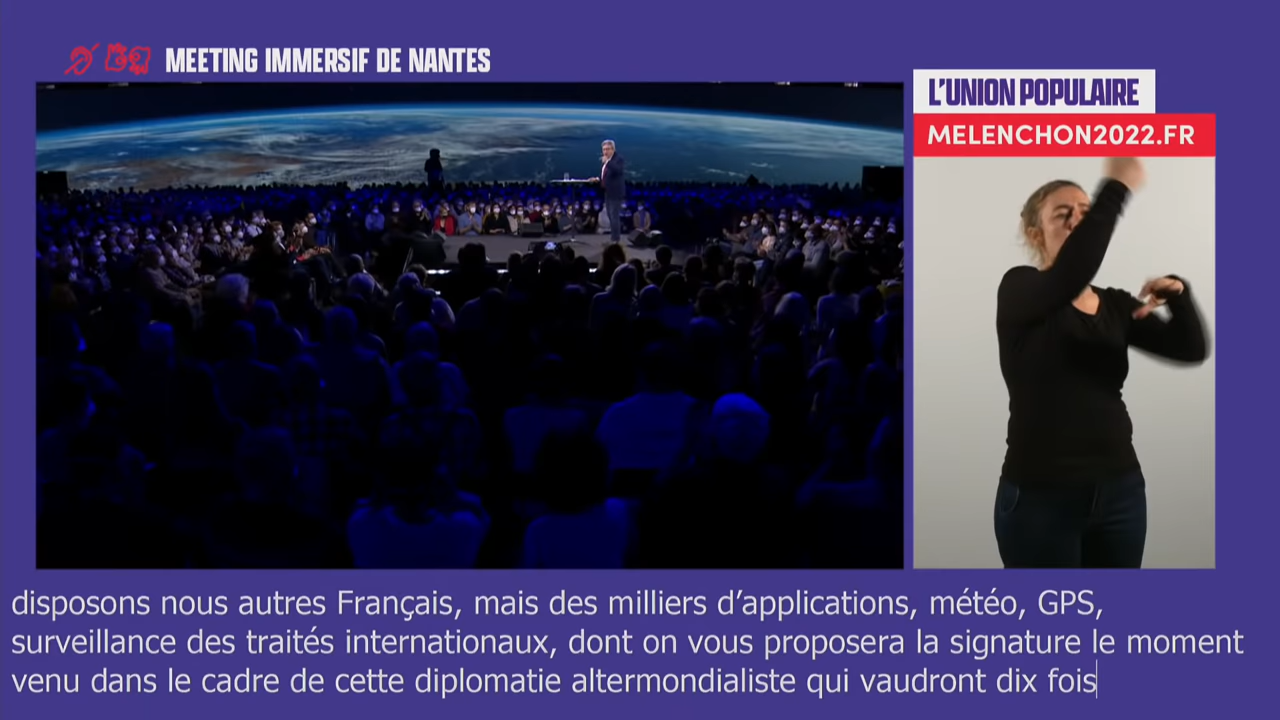 MEETING IMMERSIF DE NANTES
L'UNION POPULAIRE
MELENCHON2022.FR
disposons nous autres Français, mais des milliers d’applications, météo, GPS,
surveillance des traités internationaux, dont on vous proposera la signature le moment
venu dans le cadre de cette diplomatie altermondialiste qui vaudront dix fois